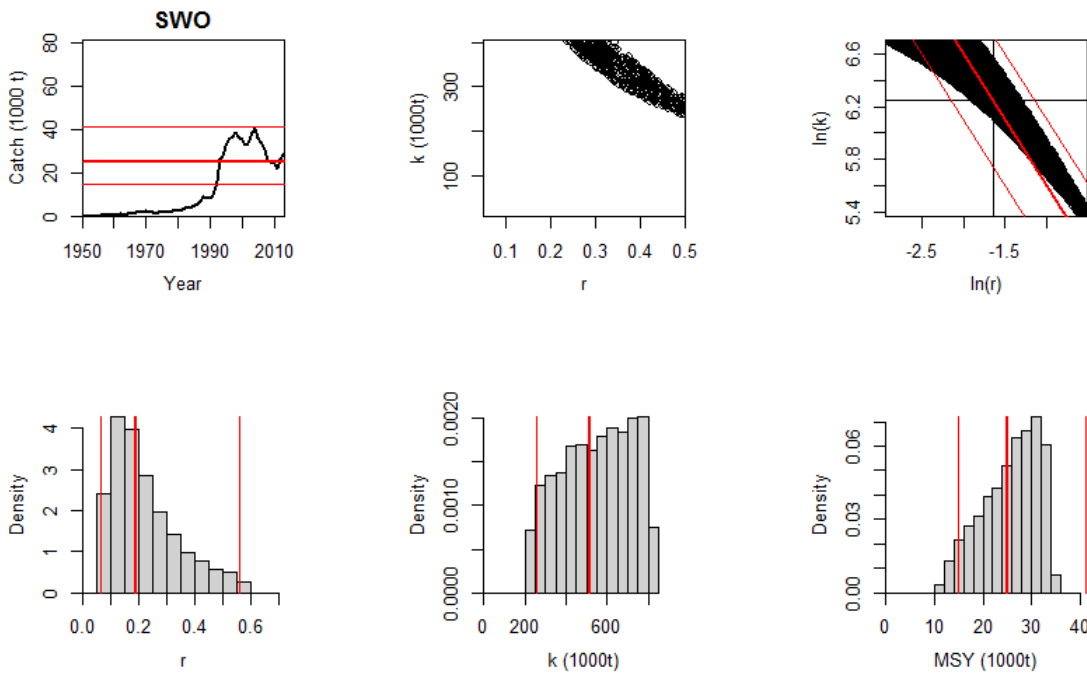 SWO
Catch (1000 t)
80
60
40
20
0
1950 1970 1990 2010
Year
k (1000t)
300
100
0.1 0.2 0.3 0.4 0.5
r
ln(k)
6.6
6.2
5.8
5.4
-2.5 -1.5
ln(r)
Density
4
3
2
1
0
0.0 0.2 0.4 0.6
r
Density
0.0020
0.0010
0.0000
0 200 600
k (1000t)
Density
0.06
0.03
0.00
0 10 20 30 40
MSY (1000t)